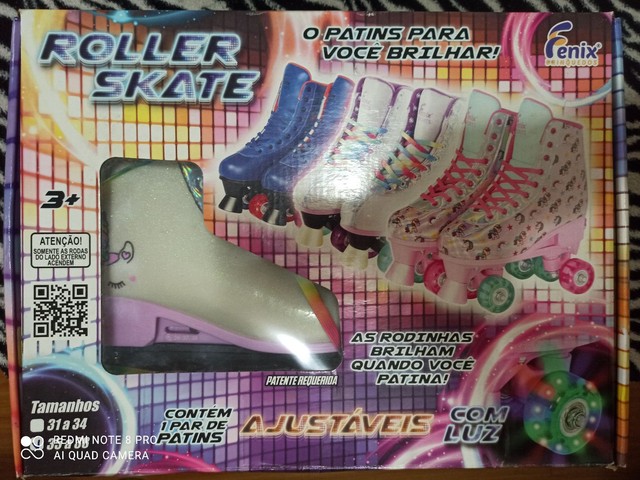 ROLLER
SKATE
O PATINS PARA
VOCÊ BRILHAR!
Fenix
BRINQUEDOS
3+
ATENÇÃO!
SOMENTE AS RODAS
DO LADO EXTERNO
ACENDEM
PATENTE REQUERIDA
AS RODINHAS
BRILHAM
QUANDO VOCÊ
PATINA!
Tamanhos
31 a 34
CONTÉM
1 PAR DE
PATINS
AJUSTÁVEIS
COM
LUZ
REDMI NOTE 8 PRO
AI QUAD CAMERA